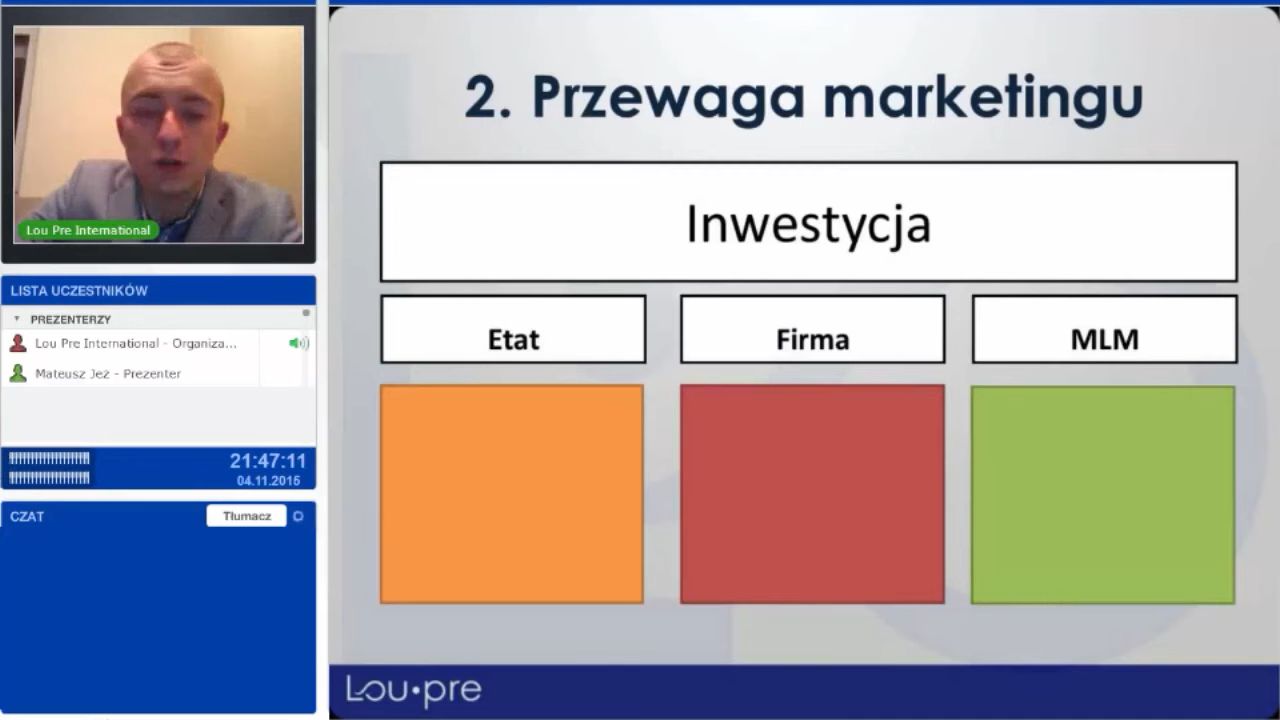 Lou Pre International
LISTA UCZESTNIKÓW
PREZENTERZY
Lou Pre International - Organiza...
Mateusz Jeż - Prezenter
21:47:11
04.11.2015
CZAT
Tłumacz
2. Przewaga marketingu
Inwestycja
Etat
Firma
MLM
Lou•pre